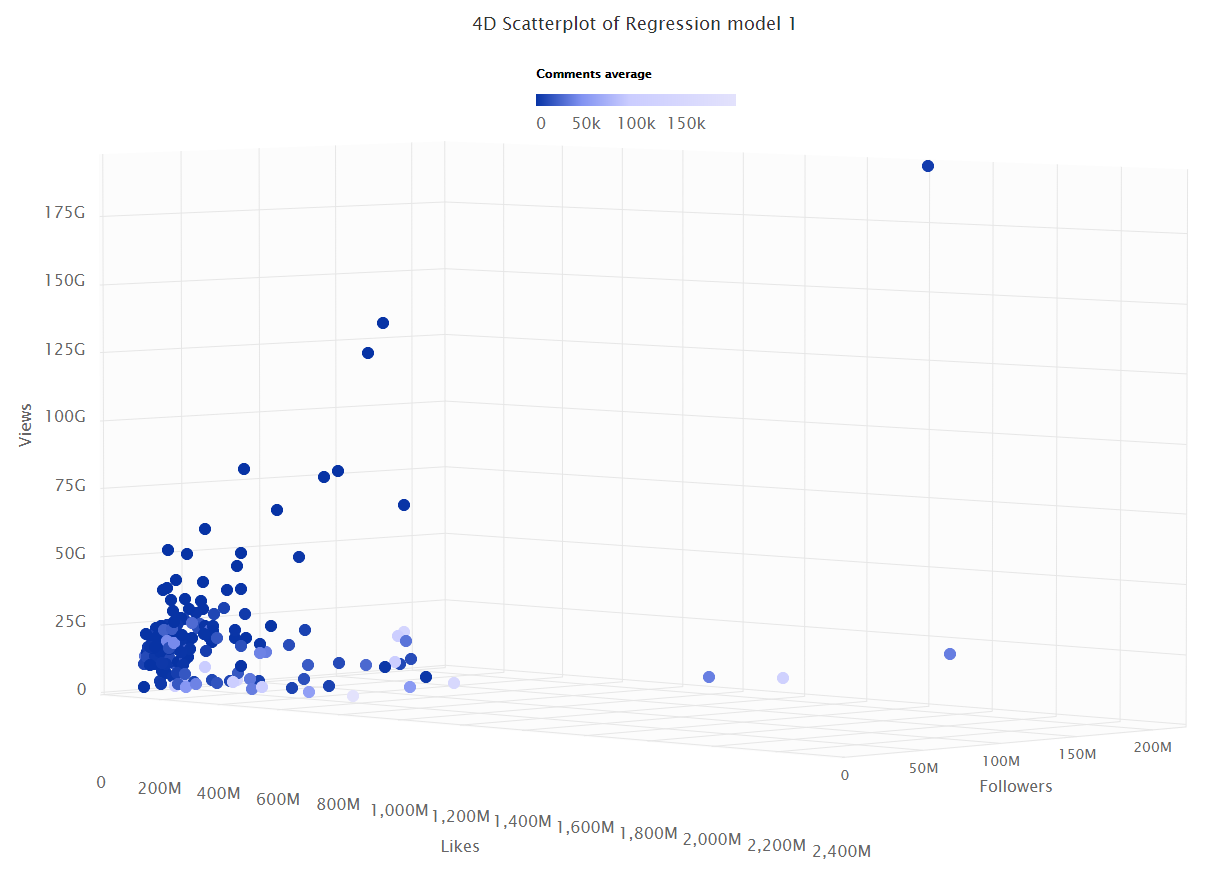 4D Scatterplot of Regression model 1
Comments average
0 50k 100k 150k
175G
150G
125G
100G
75G
50G
25G
0
Views
0 200M 400M 600M 800M 1,000M 1,200M 1,400M 1,600M 1,800M 2,000M 2,200M 2,400M
Likes
0 50M 100M 150M 200M
Followers